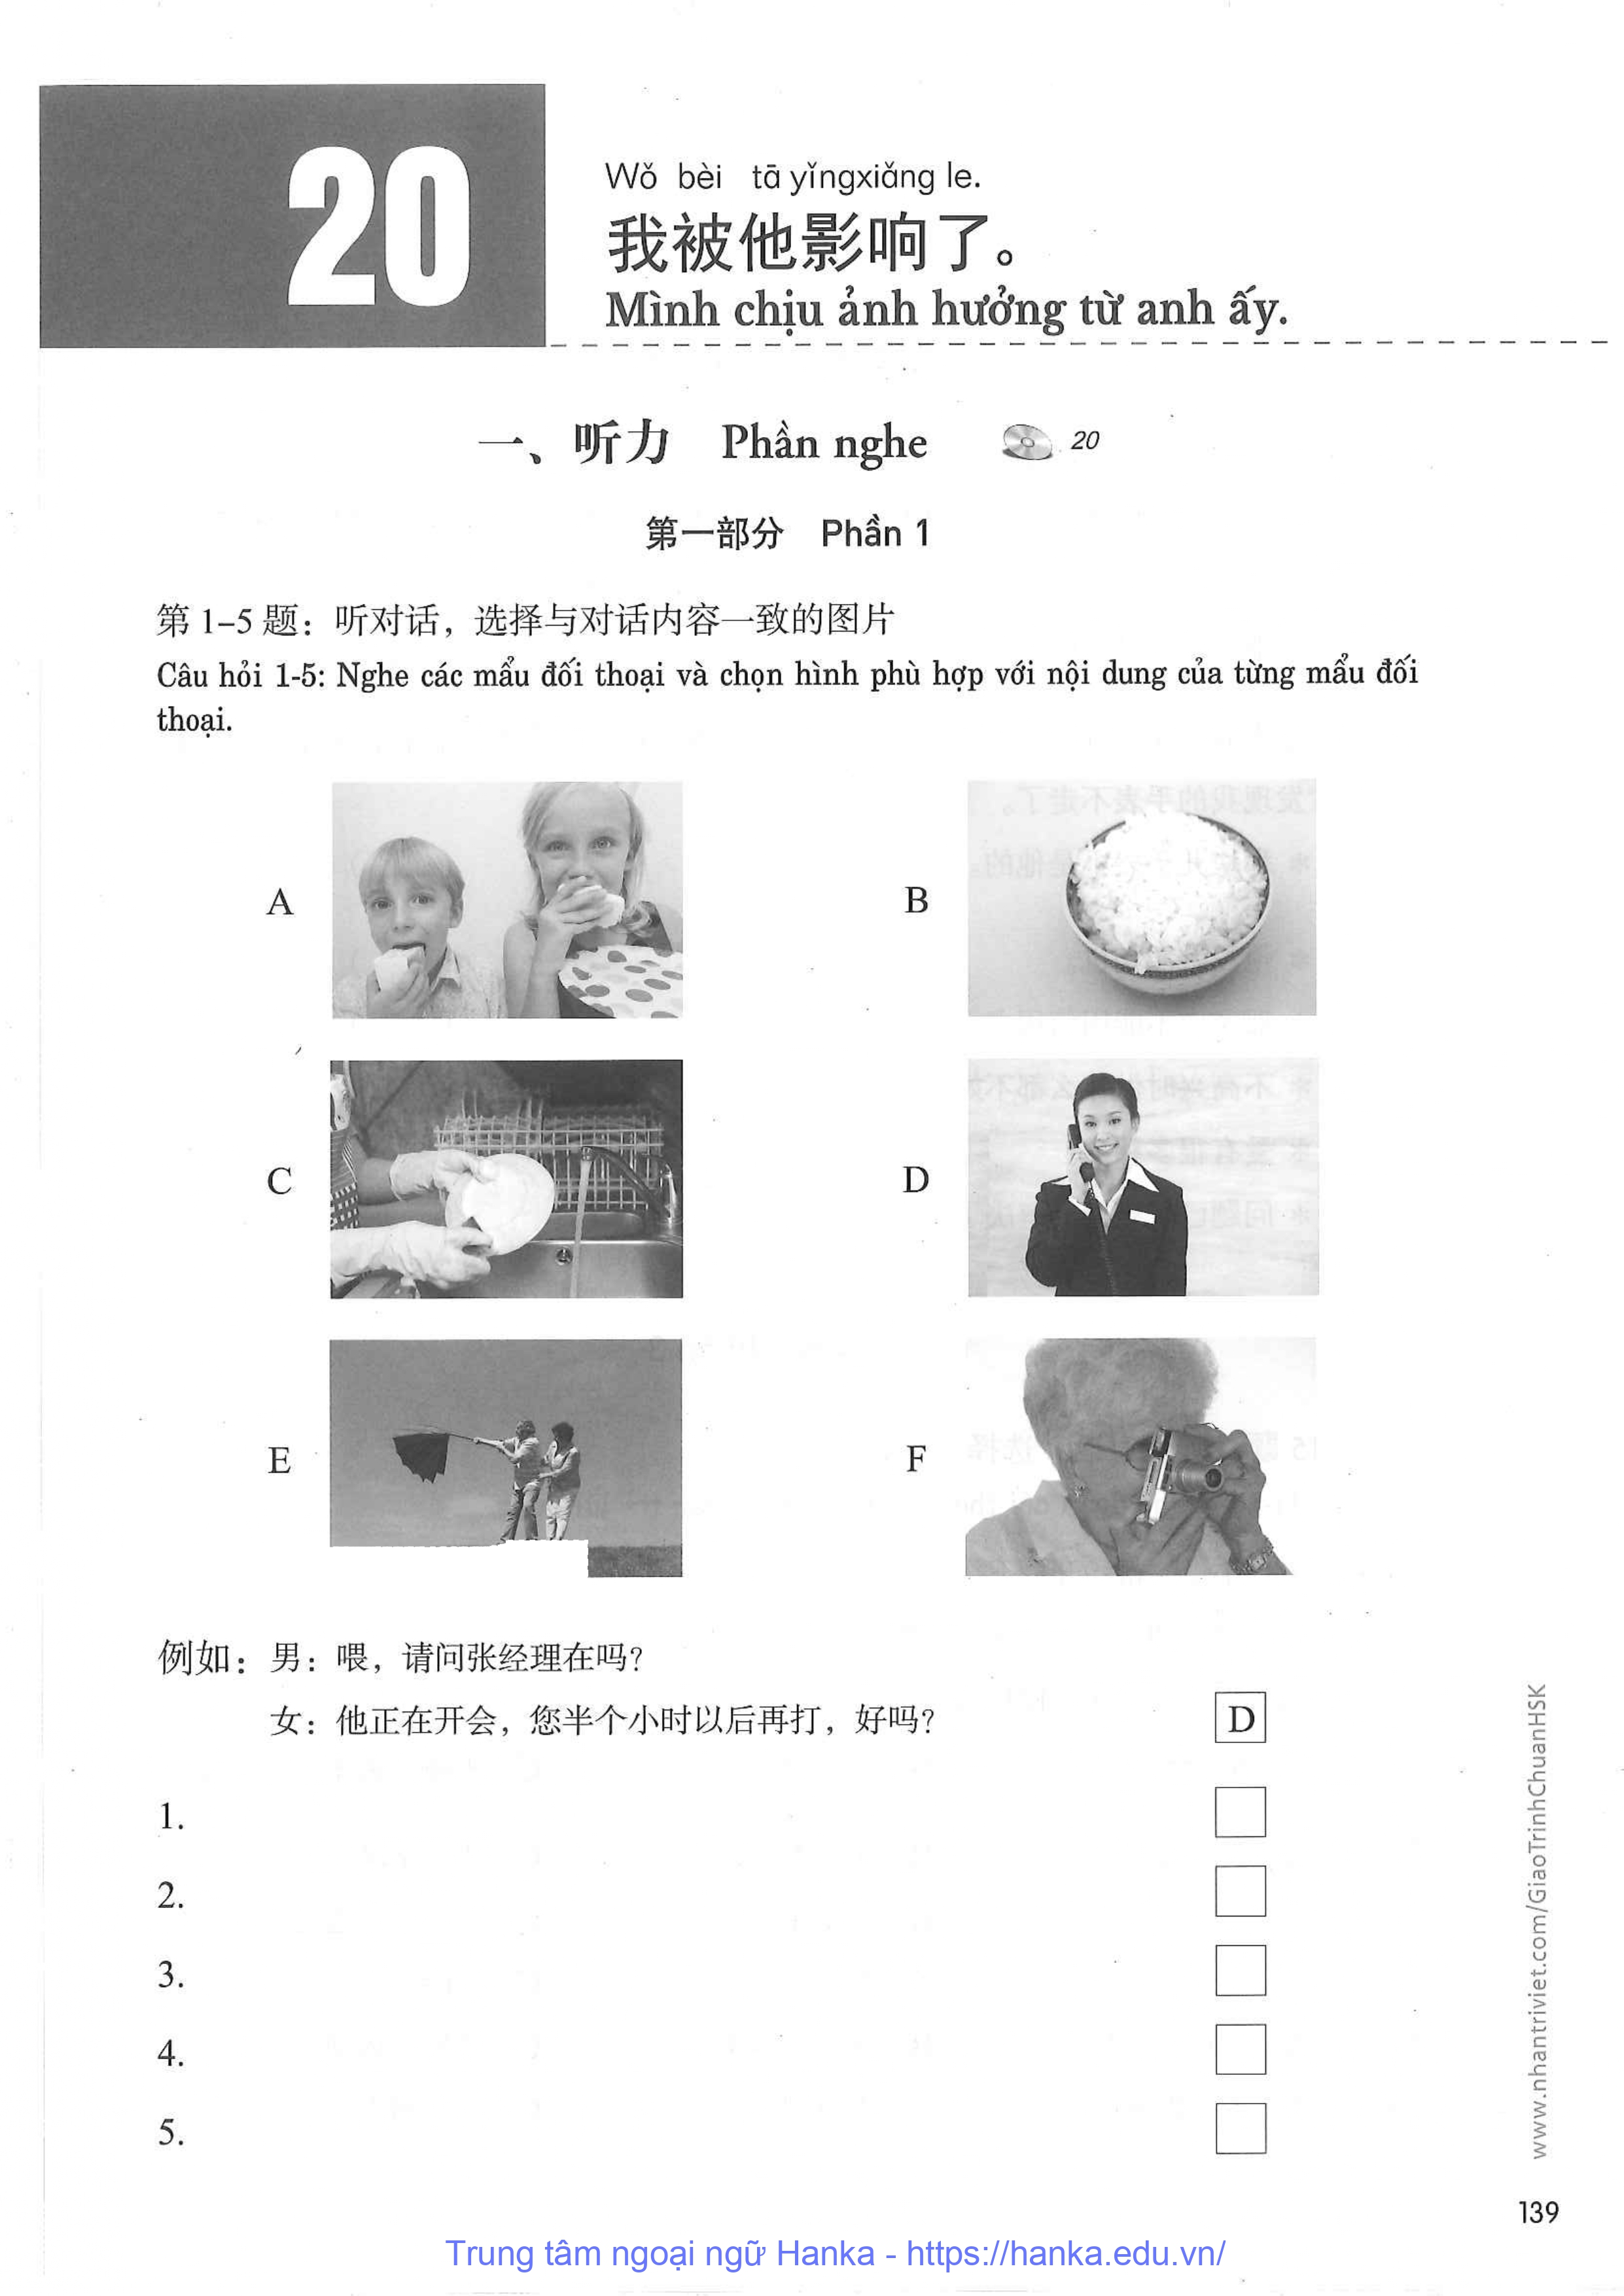 20
Wǒ bèi tā yǐngxiǎng le.
我被他影响了。
Mình chịu ảnh hưởng từ anh ấy.
一、听力 Phần nghe 20
第一部分 Phần 1
第 1-5 题：听对话，选择与对话内容一致的图片
Câu hỏi 1-5: Nghe các mẩu đối thoại và chọn hình phù hợp với nội dung của từng mẩu đối
thoại.
A
B
C
D
E
F
例如：男：喂，请问张经理在吗？
女：他正在开会，您半个小时以后再打，好吗？ D
1.
2.
3.
4.
5.
www.nhantriviet.com/GiaoTrinhChuanHSK
139
Trung tâm ngoại ngữ Hanka - https://hanka.edu.vn/